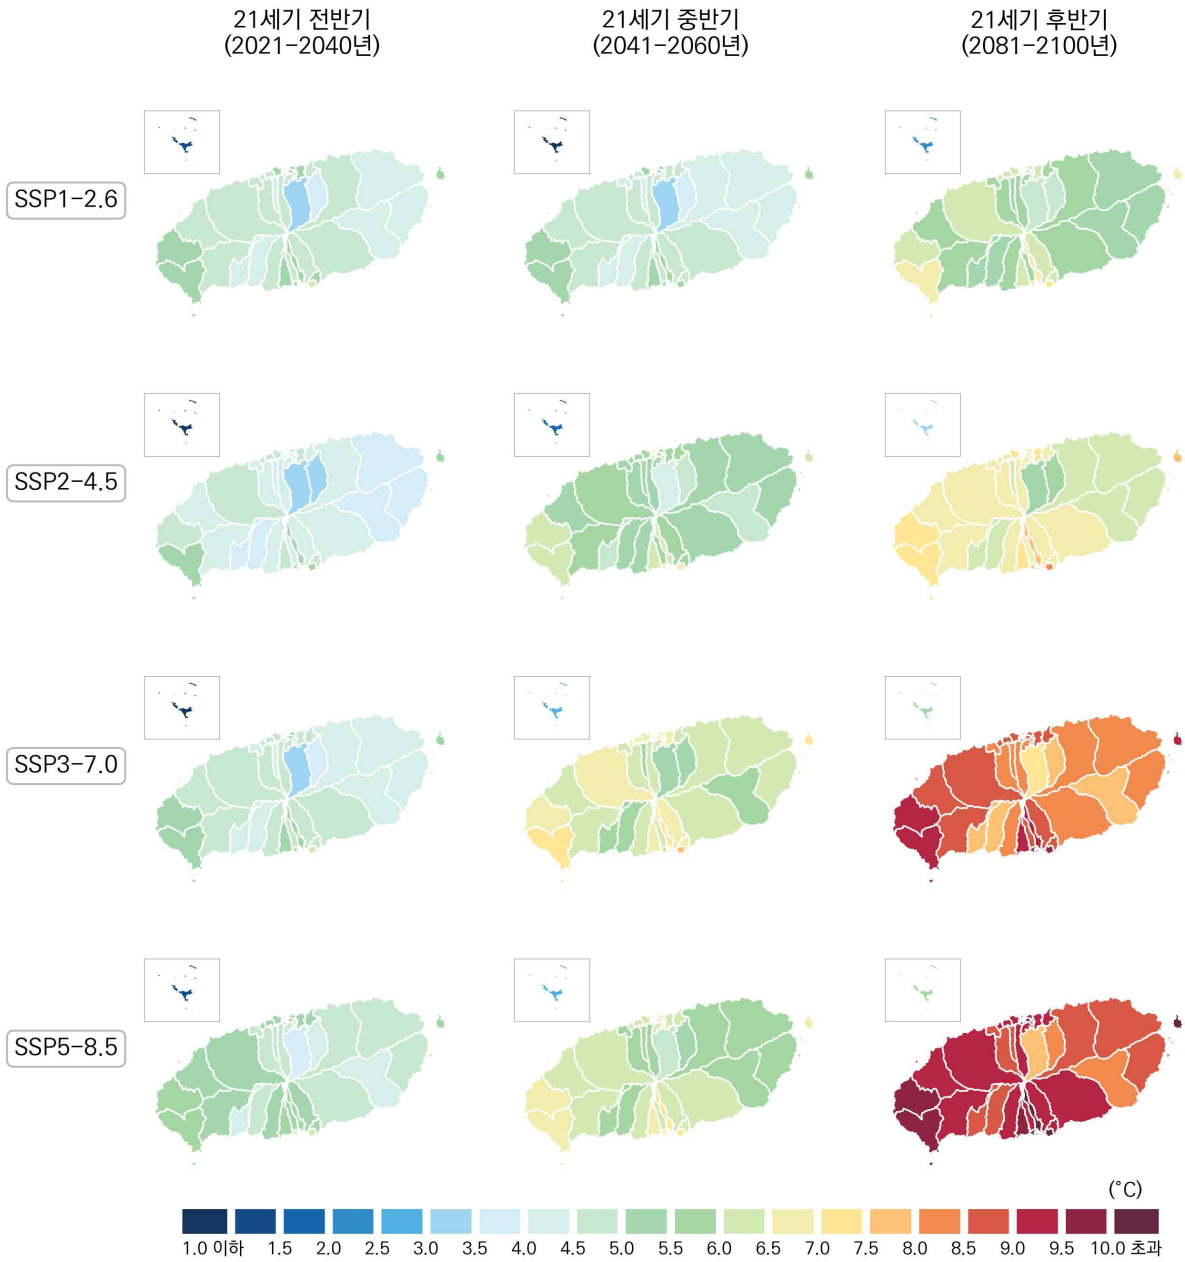 21세기 전반기
(2021-2040년)
21세기 중반기
(2041-2060년)
21세기 후반기
(2081-2100년)
SSP1-2.6
SSP2-4.5
SSP3-7.0
SSP5-8.5
(°C)
1.0 이하 1.5 2.0 2.5 3.0 3.5 4.0 4.5 5.0 5.5 6.0 6.5 7.0 7.5 8.0 8.5 9.0 9.5 10.0 초과